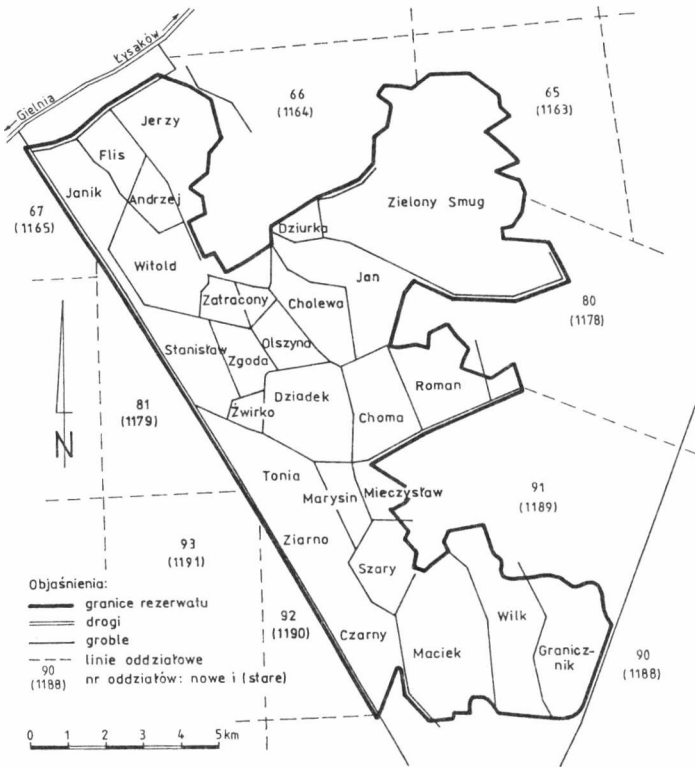 Łysaków
Gielnia
66
(1164)
65
(1163)
Jerzy
Flis
Janik
Andrzej
67
(1165)
Zielony Smug
Dziurka
Witold
Jan
Zatracony
Cholewa
80
(1178)
Olszyna
Stanisław
Zgoda
Roman
81
(1179)
Żwirko
Dziadek
Choma
N
Tonia
Marysin
Mieczysław
91
(1189)
Ziarno
93
(1191)
Szary
Objaśnienia:
granice rezerwatu
drogi
groble
linie oddziałowe
nr oddziałów: nowe i (stare)
90
(1188)
92
(1190)
Czarny
Maciek
Wilk
Granicz-
nik
90
(1188)
0 1 2 3 4 5km